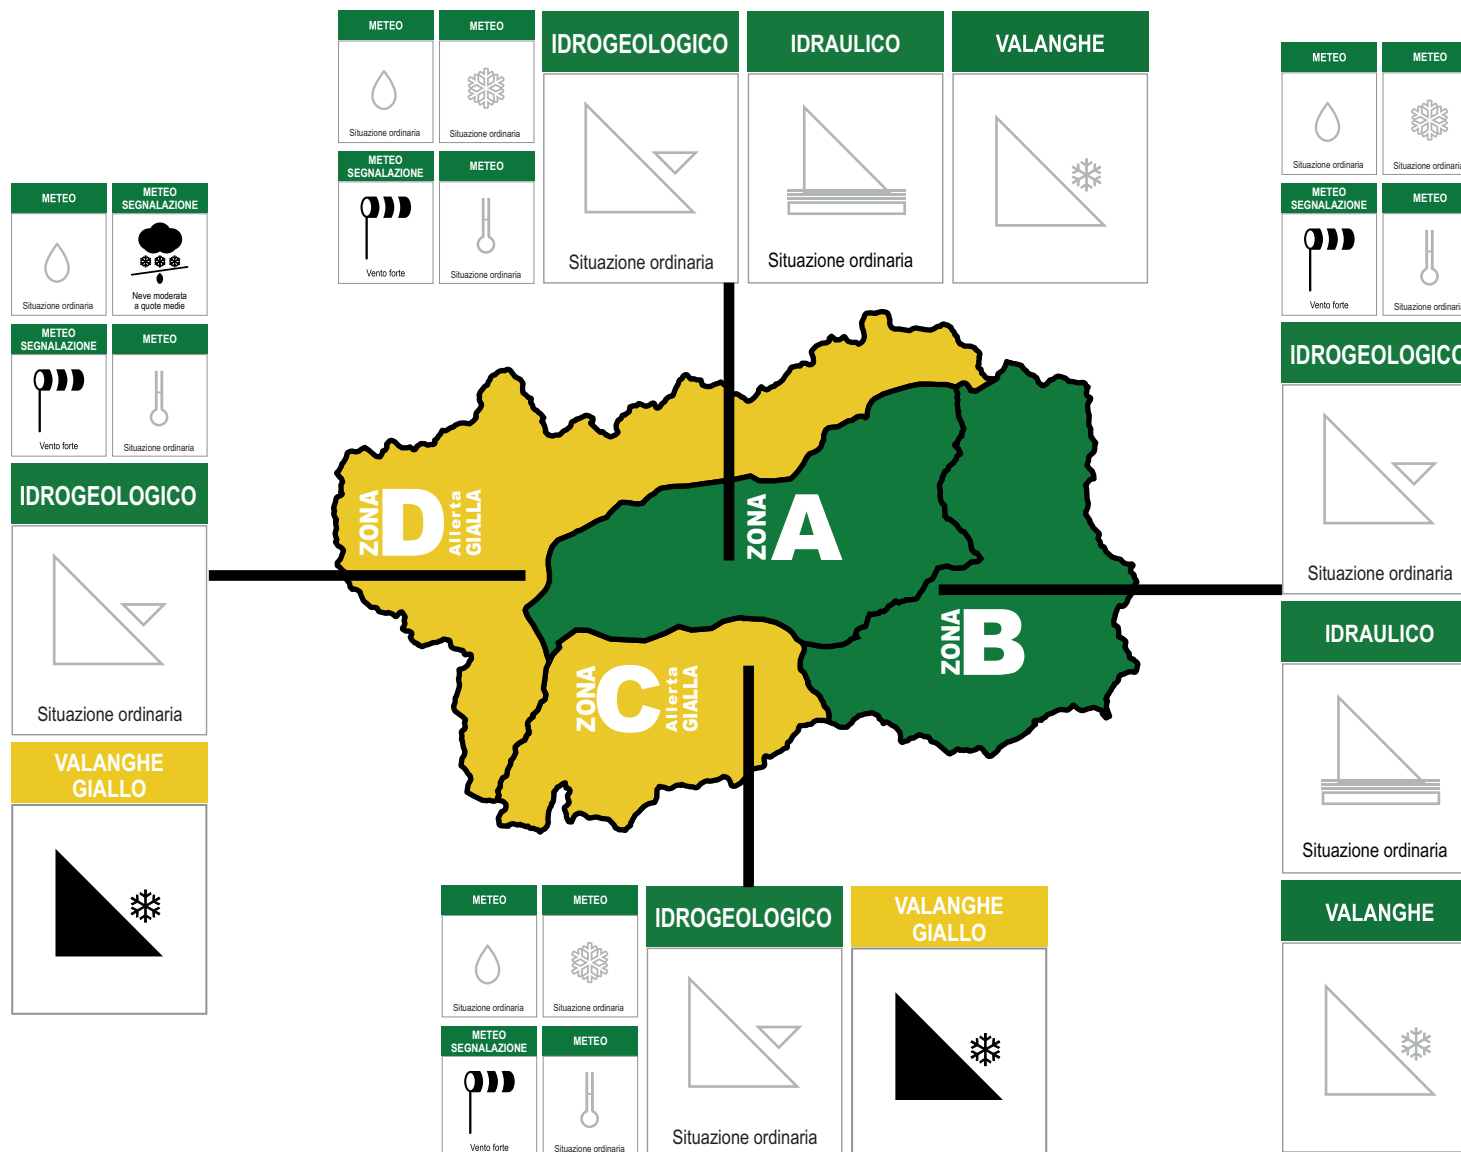 METEO
METEO
Situazione ordinaria
Situazione ordinaria
METEO
SEGNALAZIONE
METEO
Vento forte
Situazione ordinaria
IDROGEOLOGICO
Situazione ordinaria
IDRAULICO
Situazione ordinaria
VALANGHE
METEO
METEO
SEGNALAZIONE
Situazione ordinaria
Neve moderata
a quote medie
METEO
SEGNALAZIONE
METEO
Vento forte
Situazione ordinaria
IDROGEOLOGICO
Situazione ordinaria
VALANGHE
GIALLO
ZONA
D
Allerta
GIALLA
ZONA
A
ZONA
B
ZONA
C
Allerta
GIALLA
METEO
METEO
Situazione ordinaria
Situazione ordinaria
METEO
SEGNALAZIONE
METEO
Vento forte
Situazione ordinaria
IDROGEOLOGICO
Situazione ordinaria
IDRAULICO
Situazione ordinaria
VALANGHE
METEO
METEO
Situazione ordinaria
Situazione ordinaria
METEO
SEGNALAZIONE
METEO
Vento forte
Situazione ordinaria
IDROGEOLOGICO
Situazione ordinaria
VALANGHE
GIALLO